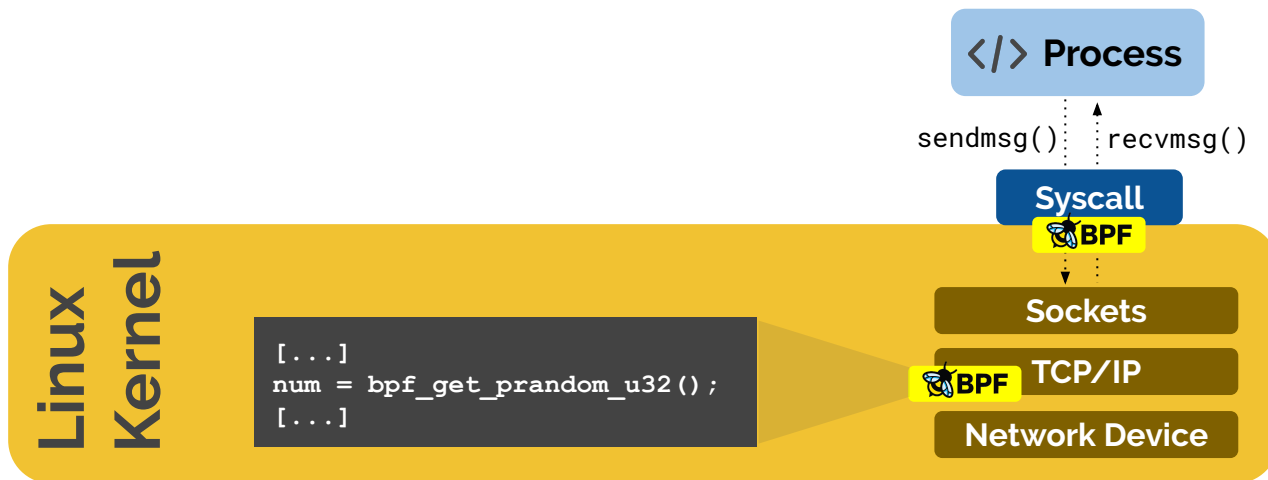 </> Process
sendmsg()
recvmsg()
Syscall
BPF
Linux
Kernel
Sockets
[...]
num = bpf_get_prandom_u32();
[...]
TCP/IP
BPF
Network Device